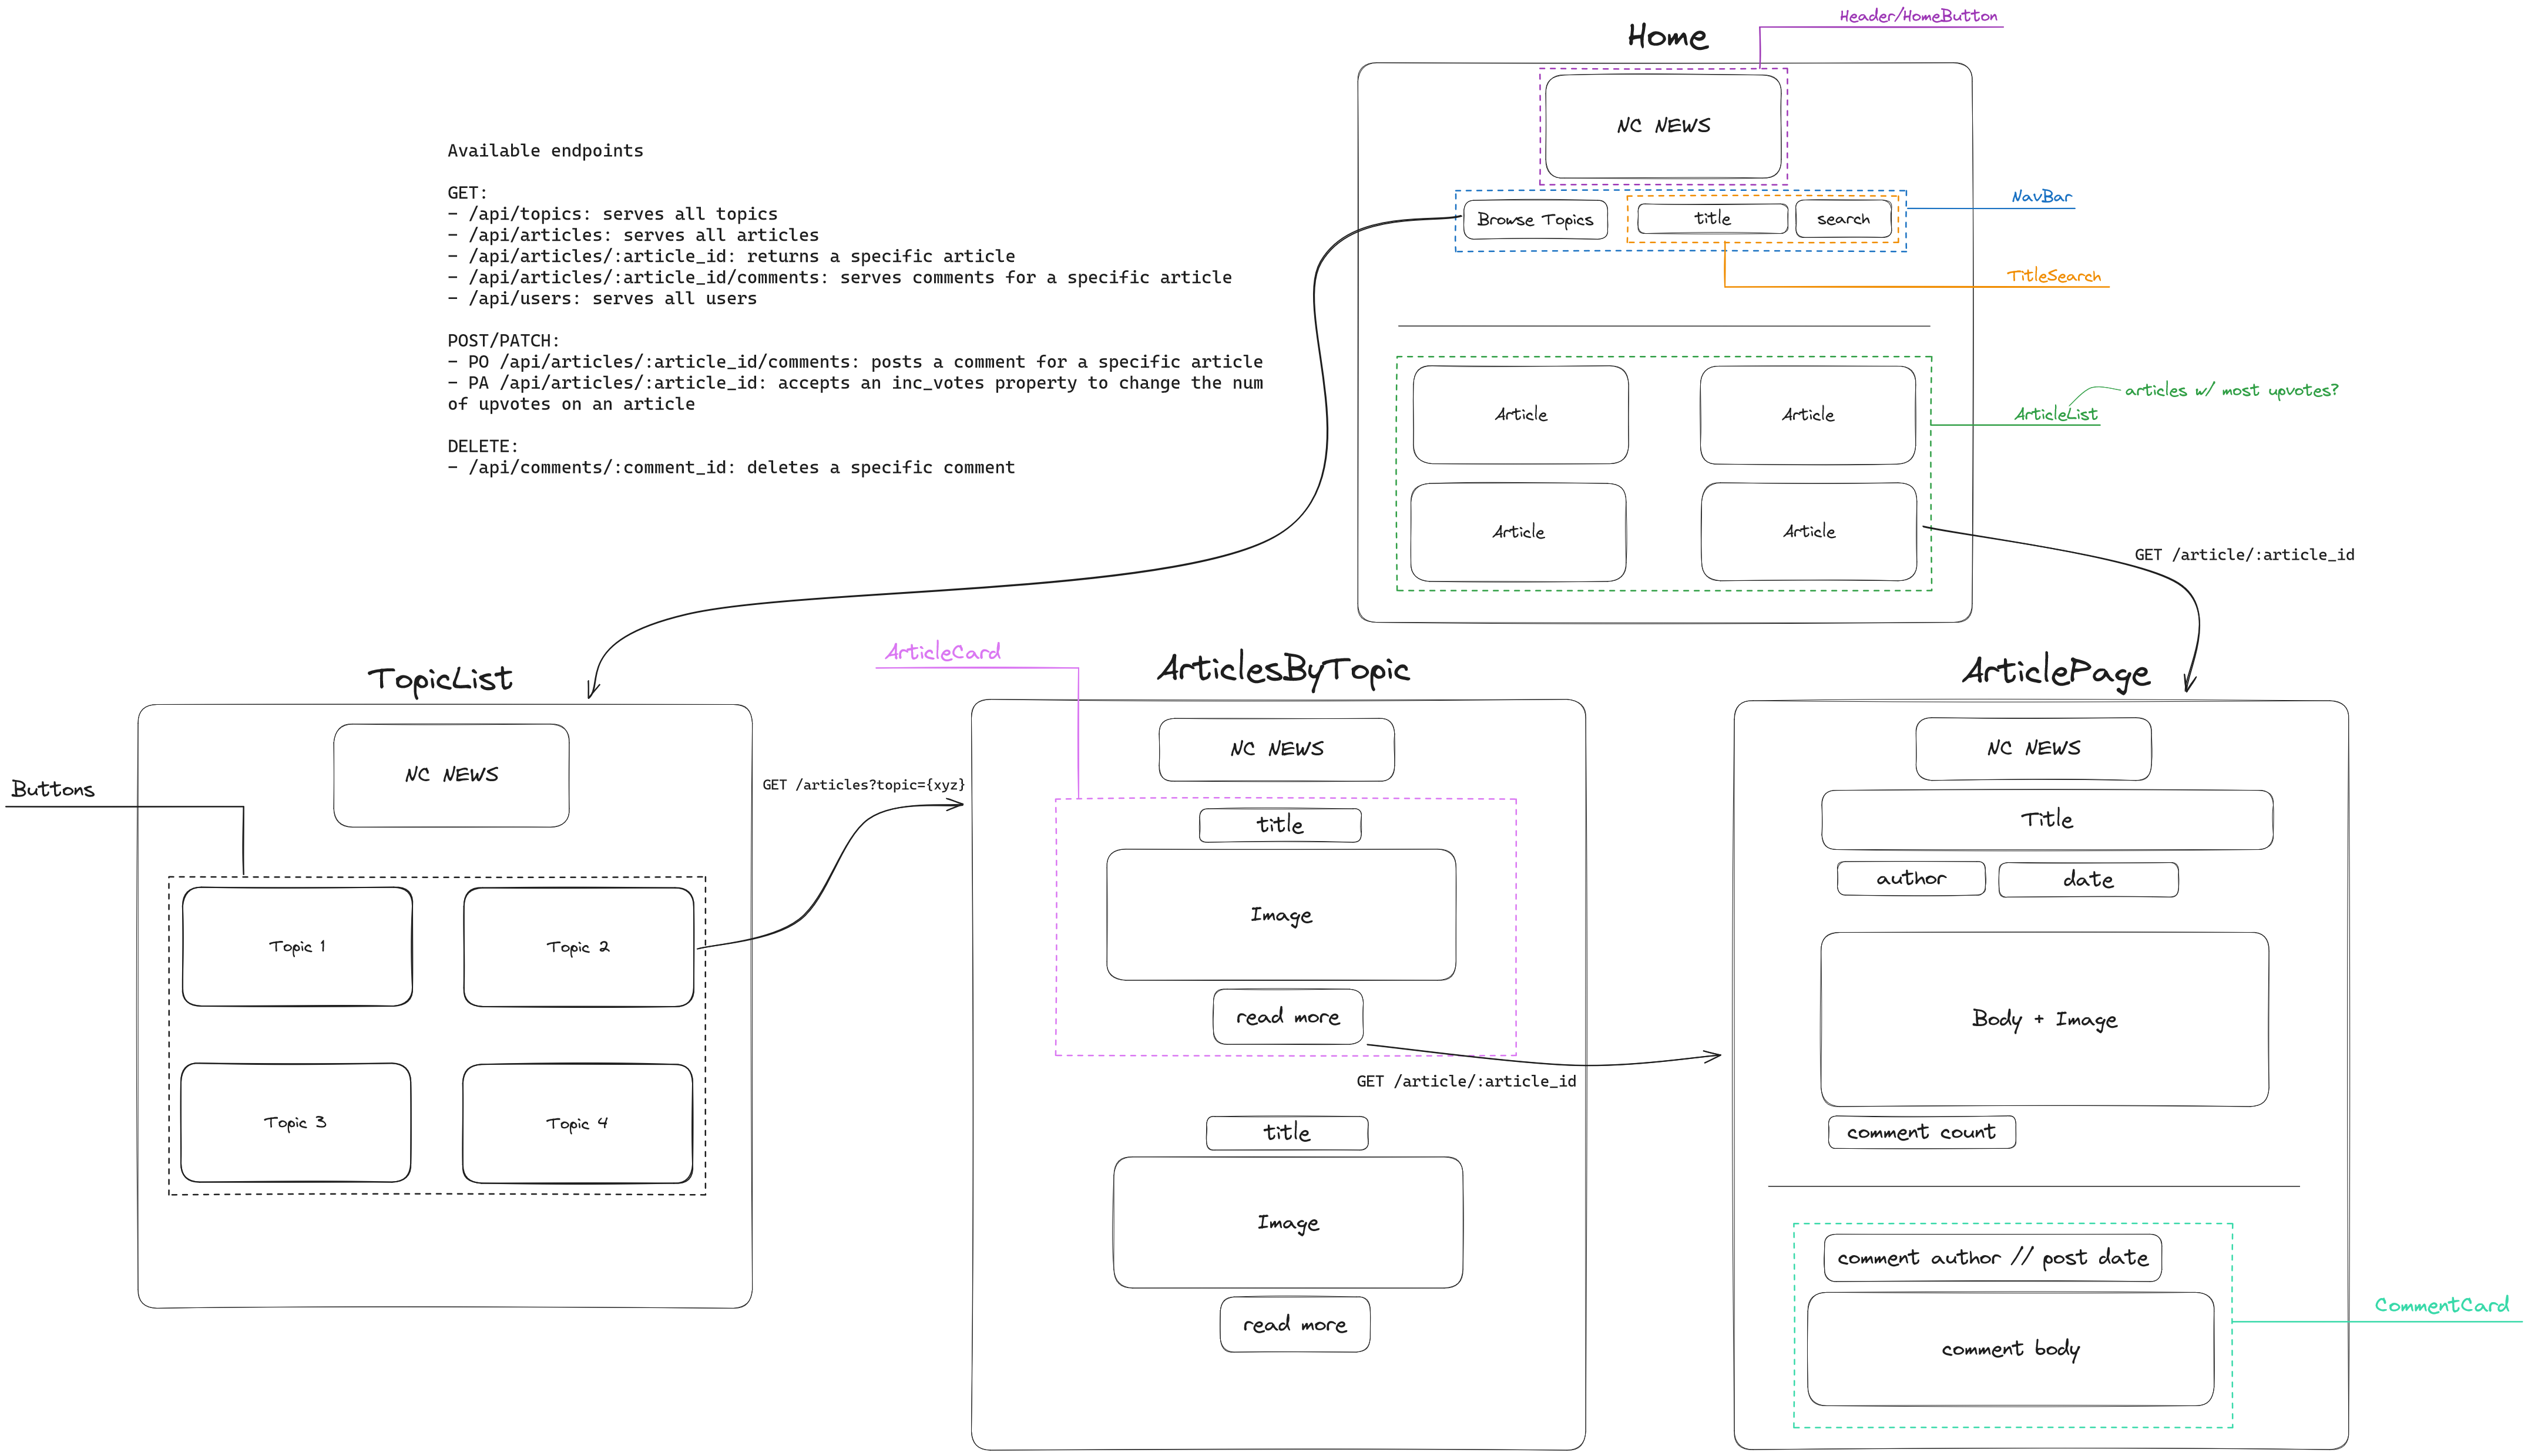 Header/HomeButton
Home
NC NEWS
NavBar
Browse Topics
title
search
TitleSearch
Available endpoints
GET:
- /api/topics: serves all topics
- /api/articles: serves all articles
- /api/articles/:article_id: returns a specific article
- /api/articles/:article_id/comments: serves comments for a specific article
- /api/users: serves all users
POST/PATCH:
- PO /api/articles/:article_id/comments: posts a comment for a specific article
- PA /api/articles/:article_id: accepts an inc_votes property to change the num
of upvotes on an article
DELETE:
- /api/comments/:comment_id: deletes a specific comment
Article
Article
articles w/ most upvotes?
ArticleList
Article
Article
GET /article/:article_id
TopicList
NC NEWS
Buttons
Topic 1
Topic 2
Topic 3
Topic 4
GET /articles?topic={xyz}
ArticleCard
ArticlesByTopic
NC NEWS
title
Image
read more
GET /article/:article_id
title
Image
read more
ArticlePage
NC NEWS
Title
author
date
Body + Image
comment count
comment author // post date
comment body
CommentCard